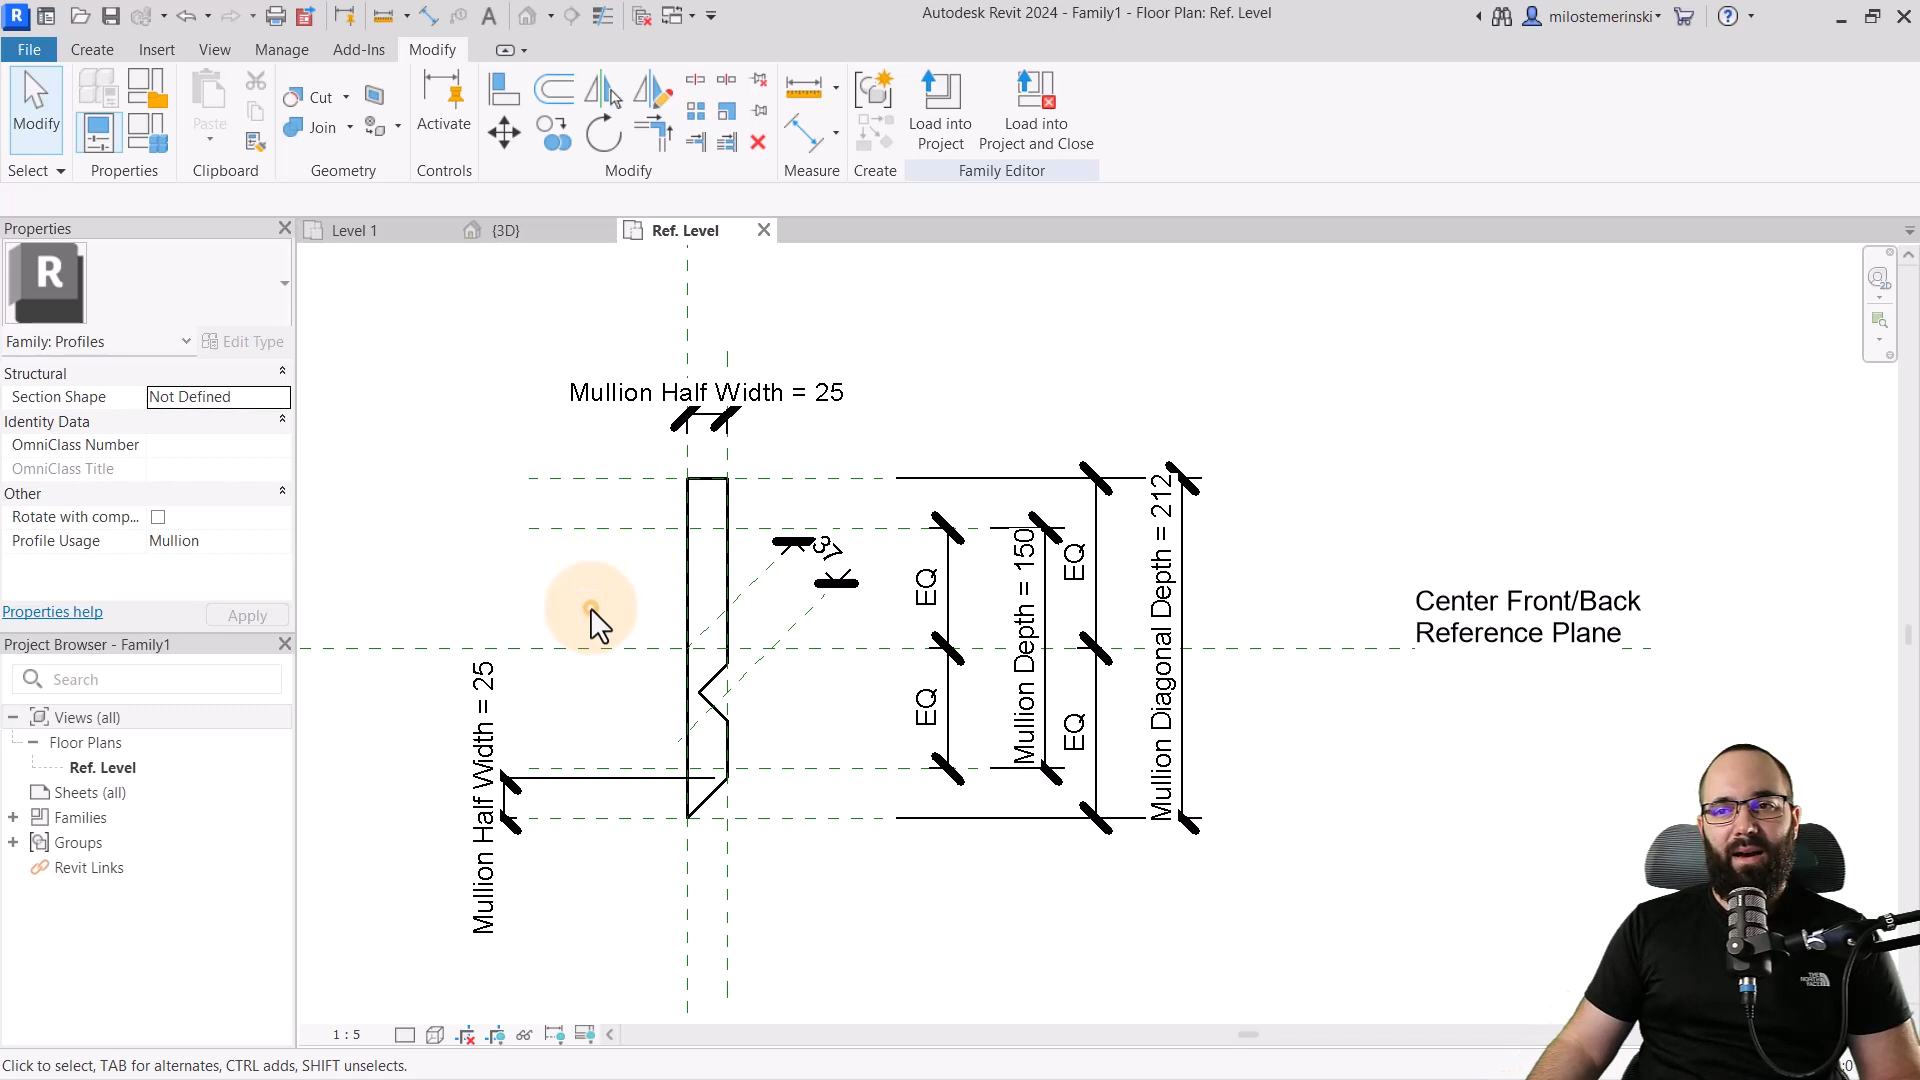 Autodesk Revit 2024 - Family1 - Floor Plan: Ref. Level
milostemerinski
File
Create
Insert
View
Manage
Add-Ins
Modify
Modify
Paste
Cut
Join
Activate
Load into
Project
Load into
Project and Close
Select
Properties
Clipboard
Geometry
Controls
Modify
Measure
Create
Family Editor
Properties
R
Family: Profiles
Edit Type
Structural
Section Shape
Not Defined
Identity Data
OmniClass Number
OmniClass Title
Other
Rotate with comp...
Profile Usage
Mullion
Properties help
Apply
Project Browser - Family1
Search
Views (all)
Floor Plans
Ref. Level
Sheets (all)
Families
Groups
Revit Links
Level 1
{3D}
Ref. Level
Mullion Half Width = 25
37
EQ
EQ
Mullion Depth = 150
EQ
EQ
Mullion Diagonal Depth = 212
Mullion Half Width = 25
Center Front/Back
Reference Plane
2D
1 : 5
Click to select, TAB for alternates, CTRL adds, SHIFT unselects.
:0
THE
NORTH
FACE